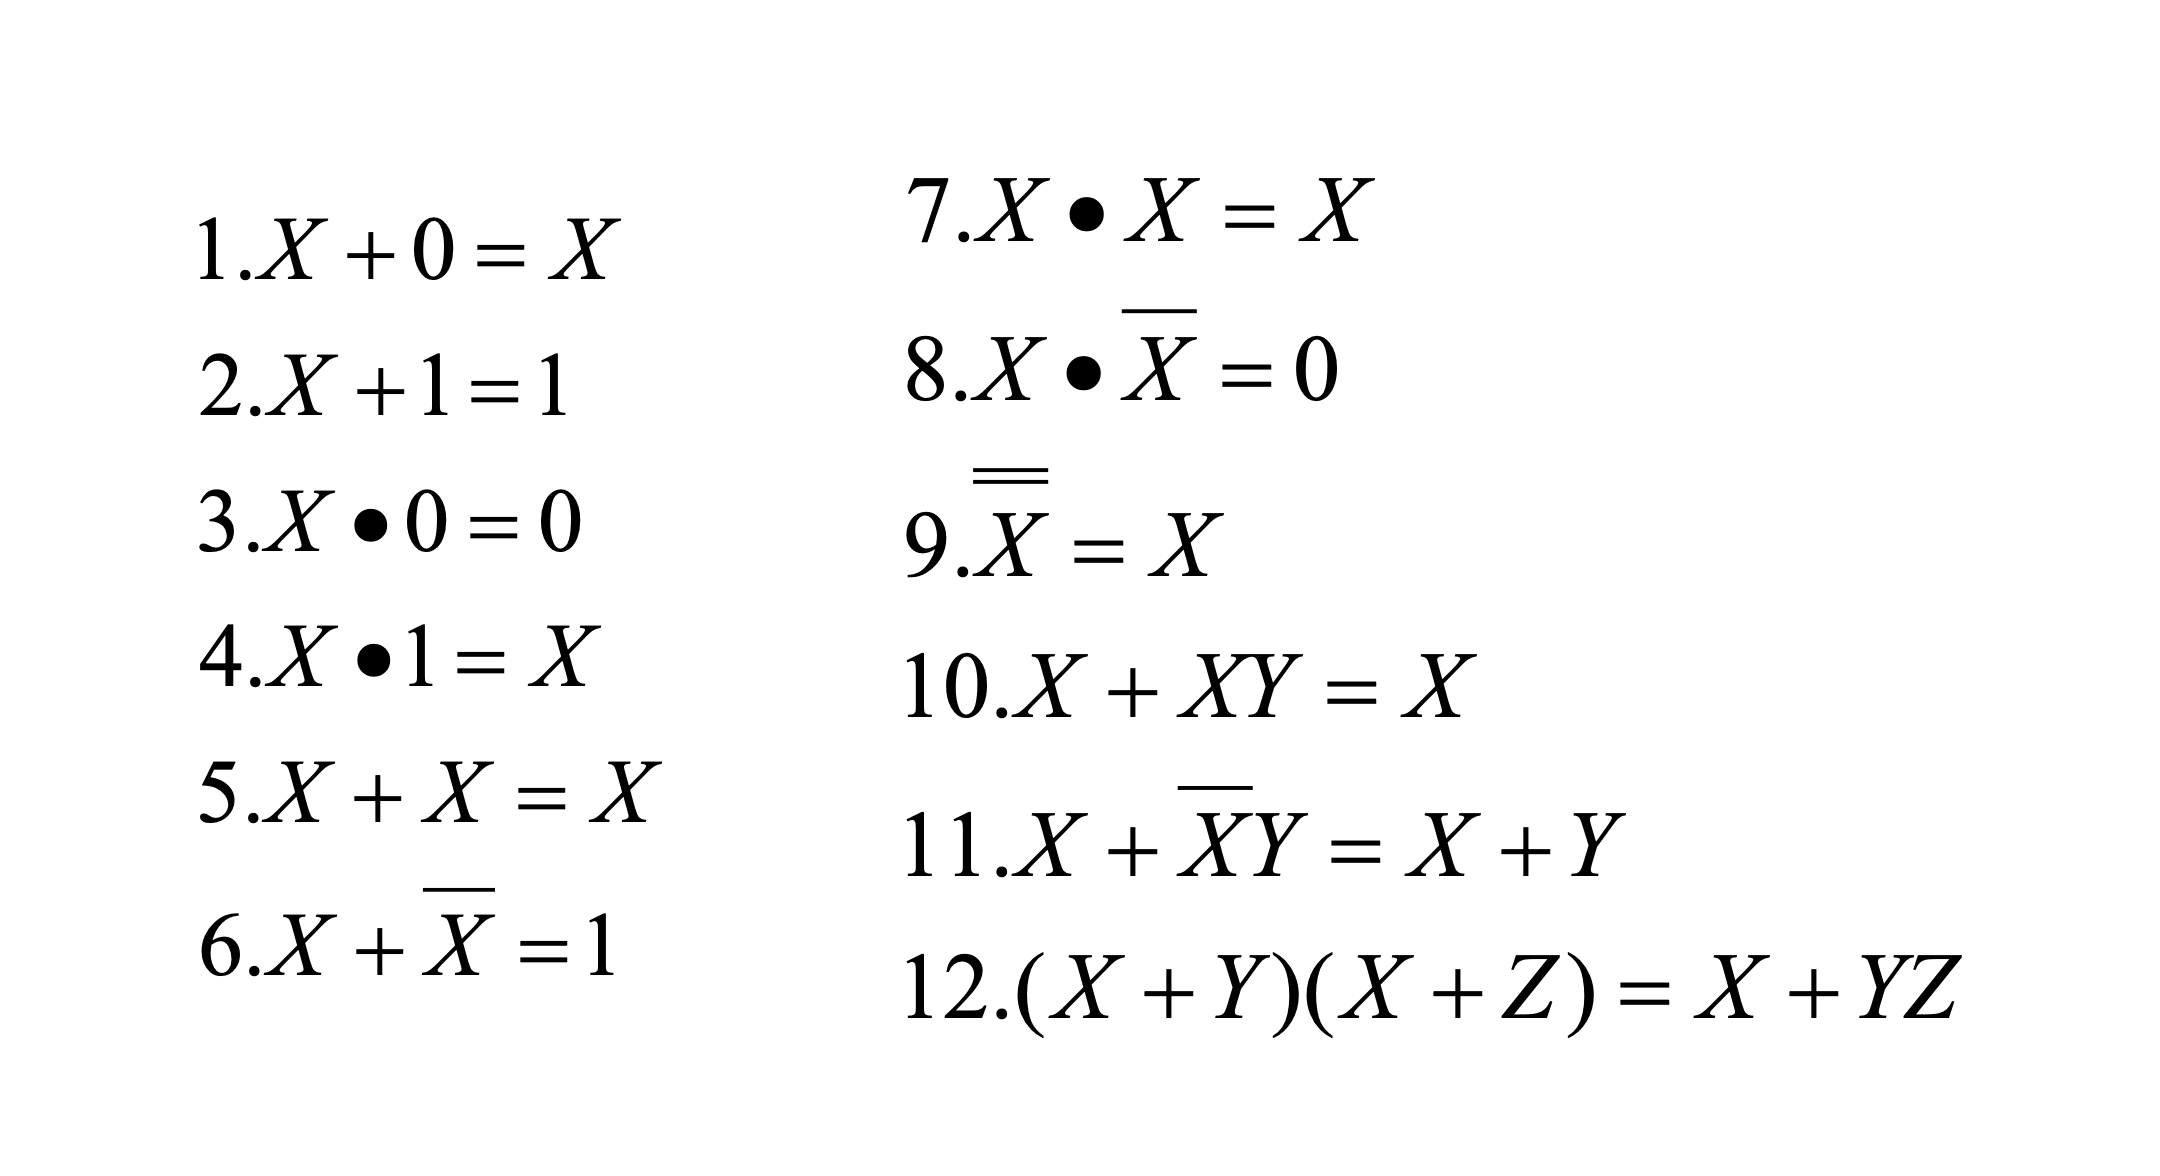 1.X + 0 = X
2.X + 1 = 1
3.X • 0 = 0
4.X • 1 = X
5.X + X = X
6.X + X̅ = 1
7.X • X = X
8.X • X̅ = 0
9.X̿ = X
10.X + XY = X
11.X + X̅Y = X + Y
12.(X + Y)(X + Z) = X + YZ